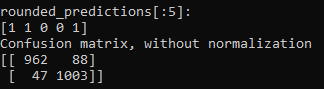 rounded_predictions[:5]:
[1 1 0 0 1]
Confusion matrix, without normalization
[[ 962   88]
 [  47 1003]]